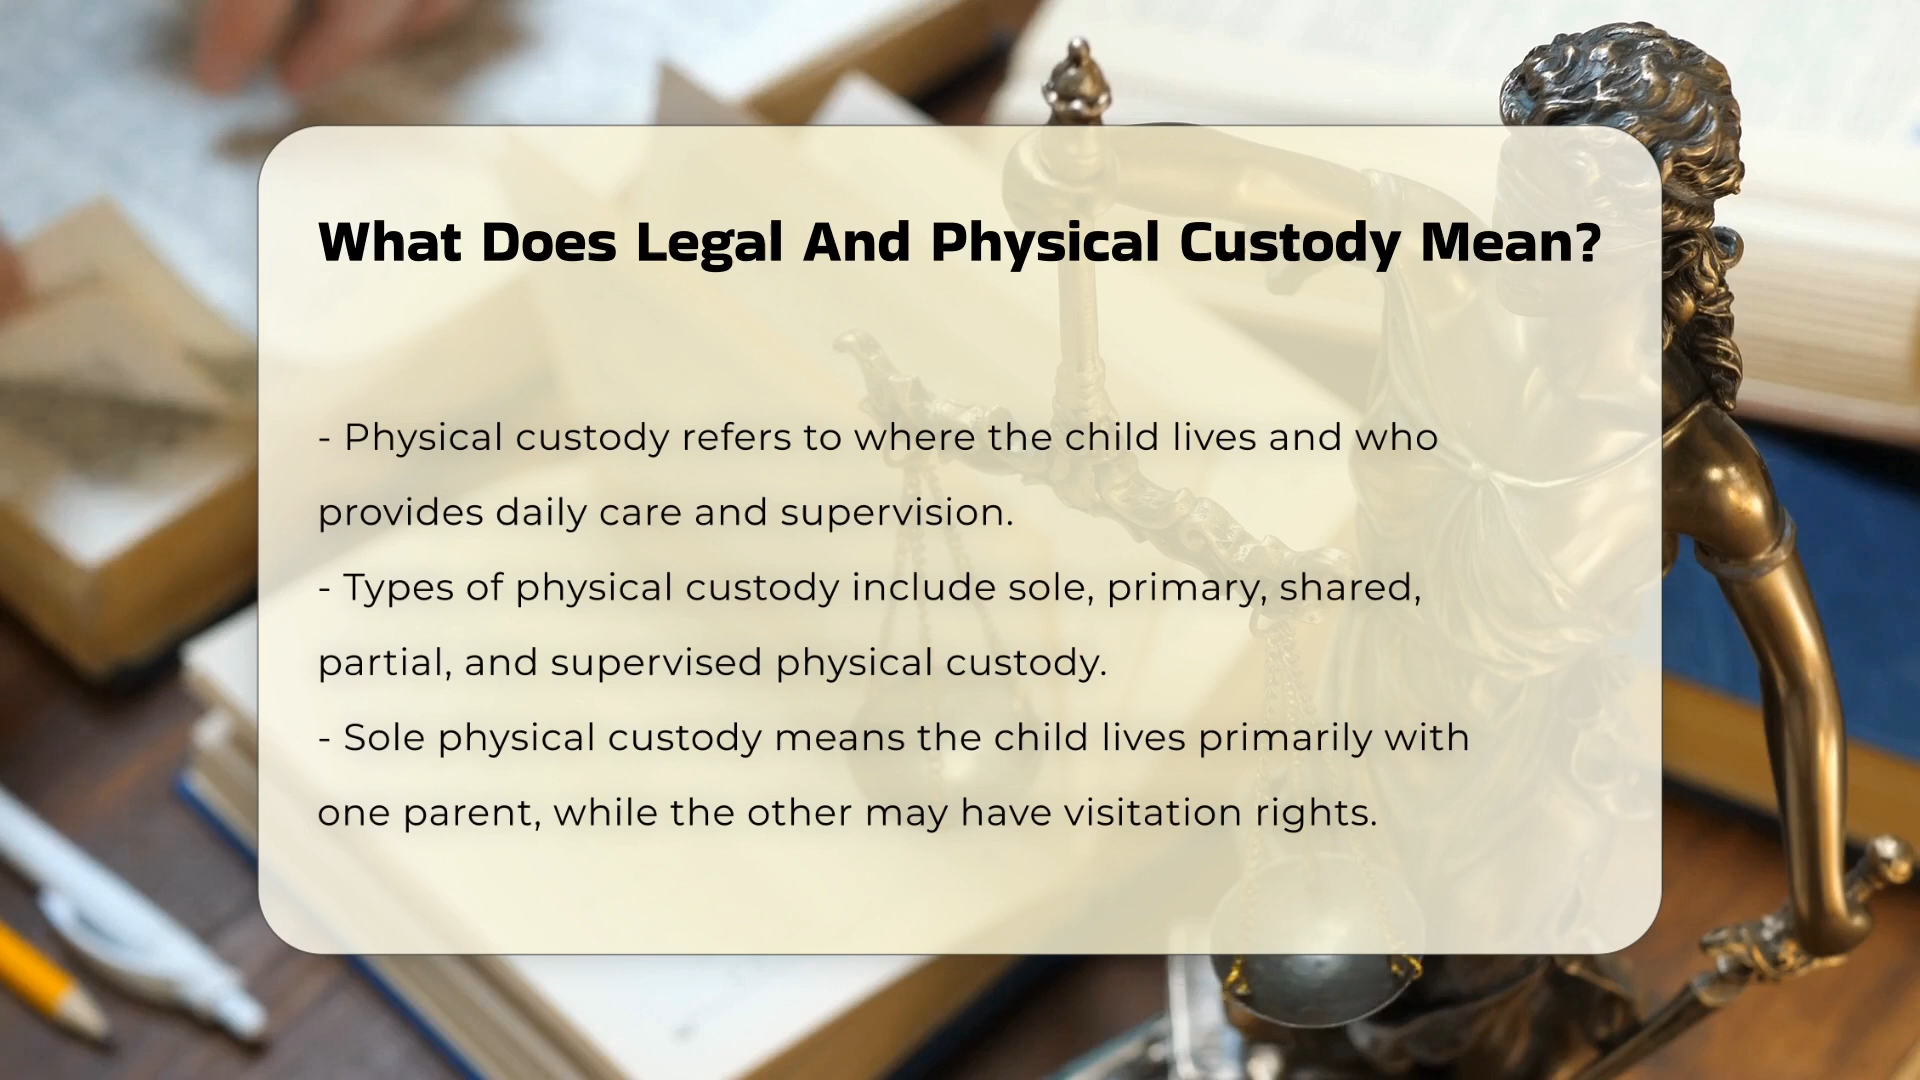 What Does Legal And Physical Custody Mean?
- Physical custody refers to where the child lives and who
provides daily care and supervision.
- Types of physical custody include sole, primary, shared,
partial, and supervised physical custody.
- Sole physical custody means the child lives primarily with
one parent, while the other may have visitation rights.